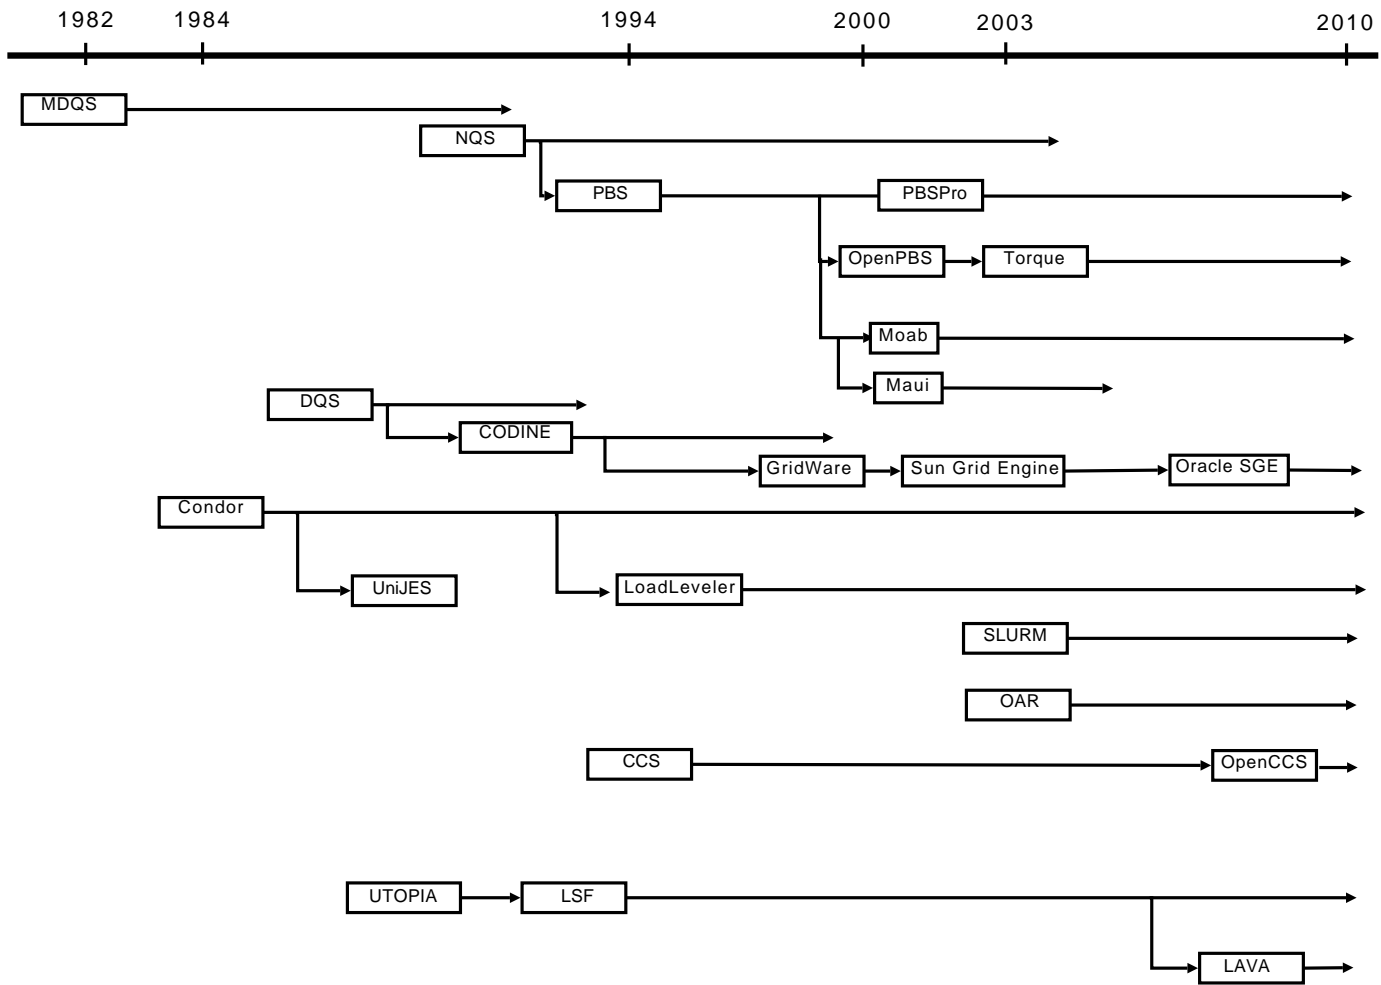 1982 1984 1994 2000 2003 2010
MDQS
NQS
PBS PBSPro
OpenPBS Torque
Moab
Maui
DQS
CODINE
GridWare Sun Grid Engine Oracle SGE
Condor
UniJES LoadLeveler
SLURM
OAR
CCS OpenCCS
UTOPIA LSF
LAVA